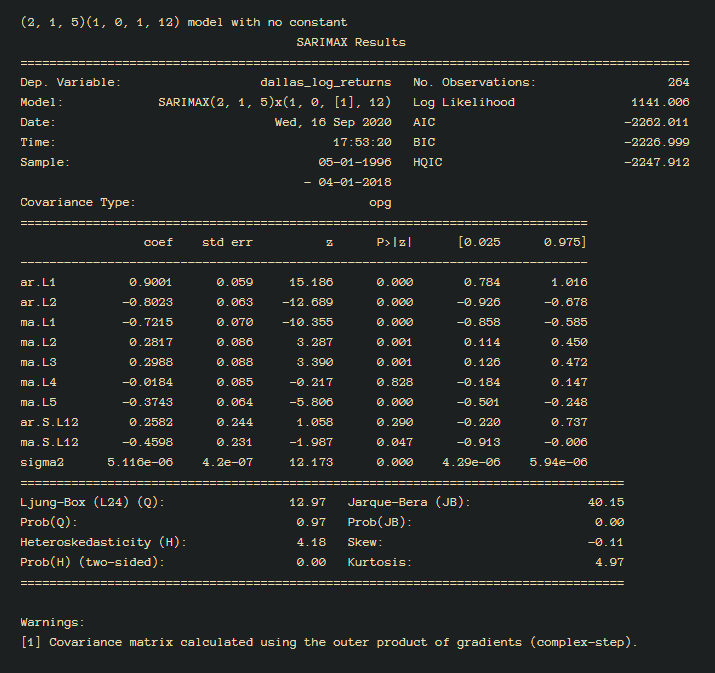 (2, 1, 5)(1, 0, 1, 12) model with no constant
                                      SARIMAX Results
=============================================================================================
Dep. Variable:                   dallas_log_returns   No. Observations:                  264
Model:             SARIMAX(2, 1, 5)x(1, 0, [1], 12)   Log Likelihood                1141.006
Date:                              Wed, 16 Sep 2020   AIC                          -2262.011
Time:                                      17:53:20   BIC                          -2226.999
Sample:                                  05-01-1996   HQIC                         -2247.912
                                       - 04-01-2018
Covariance Type:                                opg
==============================================================================
                 coef    std err          z      P>|z|      [0.025      0.975]
------------------------------------------------------------------------------
ar.L1          0.9001      0.059     15.186      0.000       0.784       1.016
ar.L2         -0.8023      0.063    -12.689      0.000      -0.926      -0.678
ma.L1         -0.7215      0.070    -10.355      0.000      -0.858      -0.585
ma.L2          0.2817      0.086      3.287      0.001       0.114       0.450
ma.L3          0.2988      0.088      3.390      0.001       0.126       0.472
ma.L4         -0.0184      0.085     -0.217      0.828      -0.184       0.147
ma.L5         -0.3743      0.064     -5.806      0.000      -0.501      -0.248
ar.S.L12       0.2582      0.244      1.058      0.290      -0.220       0.737
ma.S.L12      -0.4598      0.231     -1.987      0.047      -0.913      -0.006
sigma2      5.116e-06    4.2e-07     12.173      0.000    4.29e-06    5.94e-06
===================================================================================
Ljung-Box (L24) (Q):                 12.97   Jarque-Bera (JB):                40.15
Prob(Q):                              0.97   Prob(JB):                         0.00
Heteroskedasticity (H):               4.18   Skew:                            -0.11
Prob(H) (two-sided):                  0.00   Kurtosis:                         4.97
===================================================================================
Warnings:
[1] Covariance matrix calculated using the outer product of gradients (complex-step).